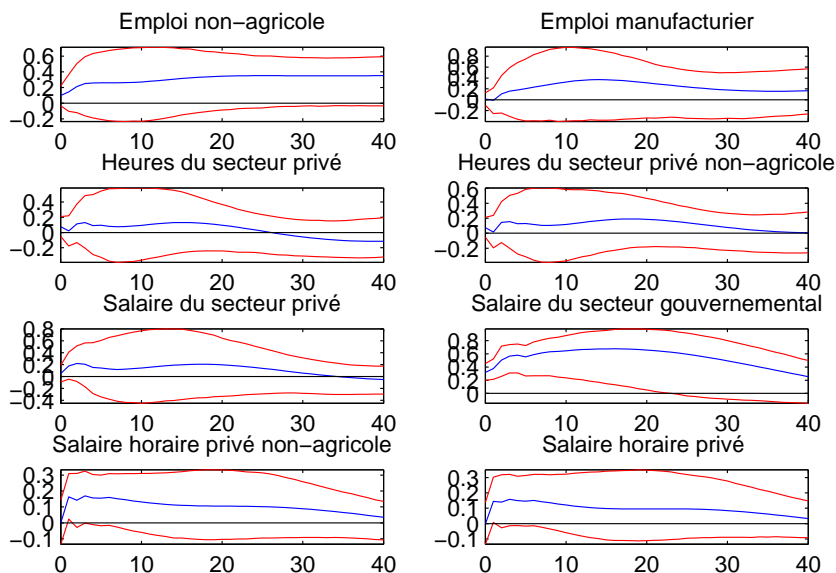 Emploi non−agricole
0.6
0.4
0.2
0
−0.2
0 10 20 30 40
Emploi manufacturier
0.8
0.6
0.4
0.2
0
−0.2
0 10 20 30 40
Heures du secteur privé
0.4
0.2
0
−0.2
0 10 20 30 40
Heures du secteur privé non−agricole
0.6
0.4
0.2
0
−0.2
0 10 20 30 40
Salaire du secteur privé
0.8
0.6
0.4
0.2
0
−0.2
−0.4
0 10 20 30 40
Salaire du secteur gouvernemental
0.8
0.6
0.4
0.2
0
0 10 20 30 40
Salaire horaire privé non−agricole
0.3
0.2
0.1
0
−0.1
0 10 20 30 40
Salaire horaire privé
0.3
0.2
0.1
0
−0.1
0 10 20 30 40